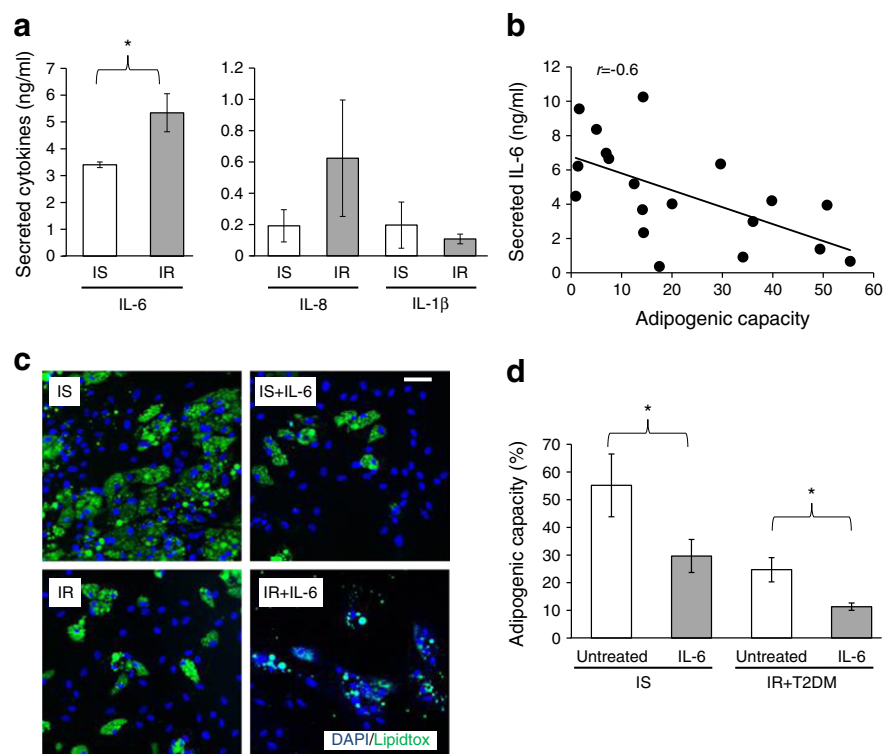 a
*
Secreted cytokines (ng/ml)
7
6
5
4
3
2
1
0
IS IR
IL-6
1.2
1.0
0.8
0.6
0.4
0.2
0
IS IR IS IR
IL-8 IL-1β
b
r=-0.6
Secreted IL-6 (ng/ml)
12
10
8
6
4
2
0
0 10 20 30 40 50 60
Adipogenic capacity
c
IS
IS+IL-6
IR
IR+IL-6
DAPI/Lipidtox
d
*
*
Adipogenic capacity (%)
70
60
50
40
30
20
10
0
Untreated IL-6 Untreated IL-6
IS IR+T2DM